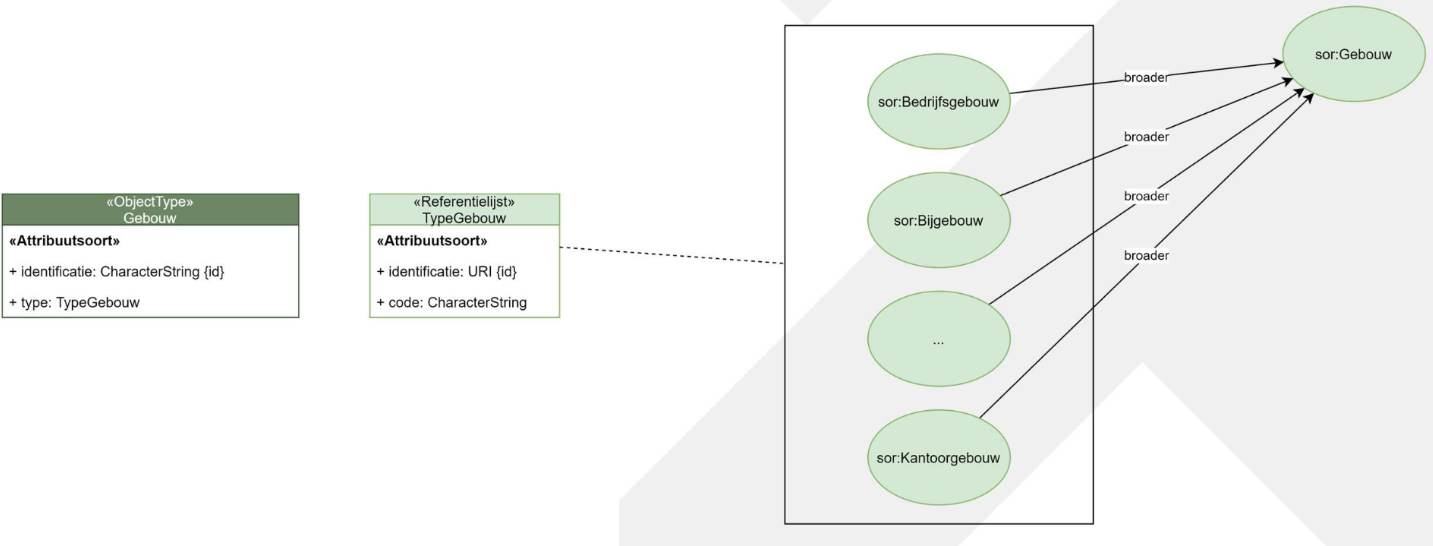 «ObjectType»
Gebouw
«Attribuutsoort»
+ identificatie: CharacterString {id}
+ type: TypeGebouw
«Referentielijst»
TypeGebouw
«Attribuutsoort»
+ identificatie: URI {id}
+ code: CharacterString
sor:Bedrijfsgebouw
sor:Bijgebouw
...
sor:Kantoorgebouw
broader
broader
broader
broader
sor:Gebouw